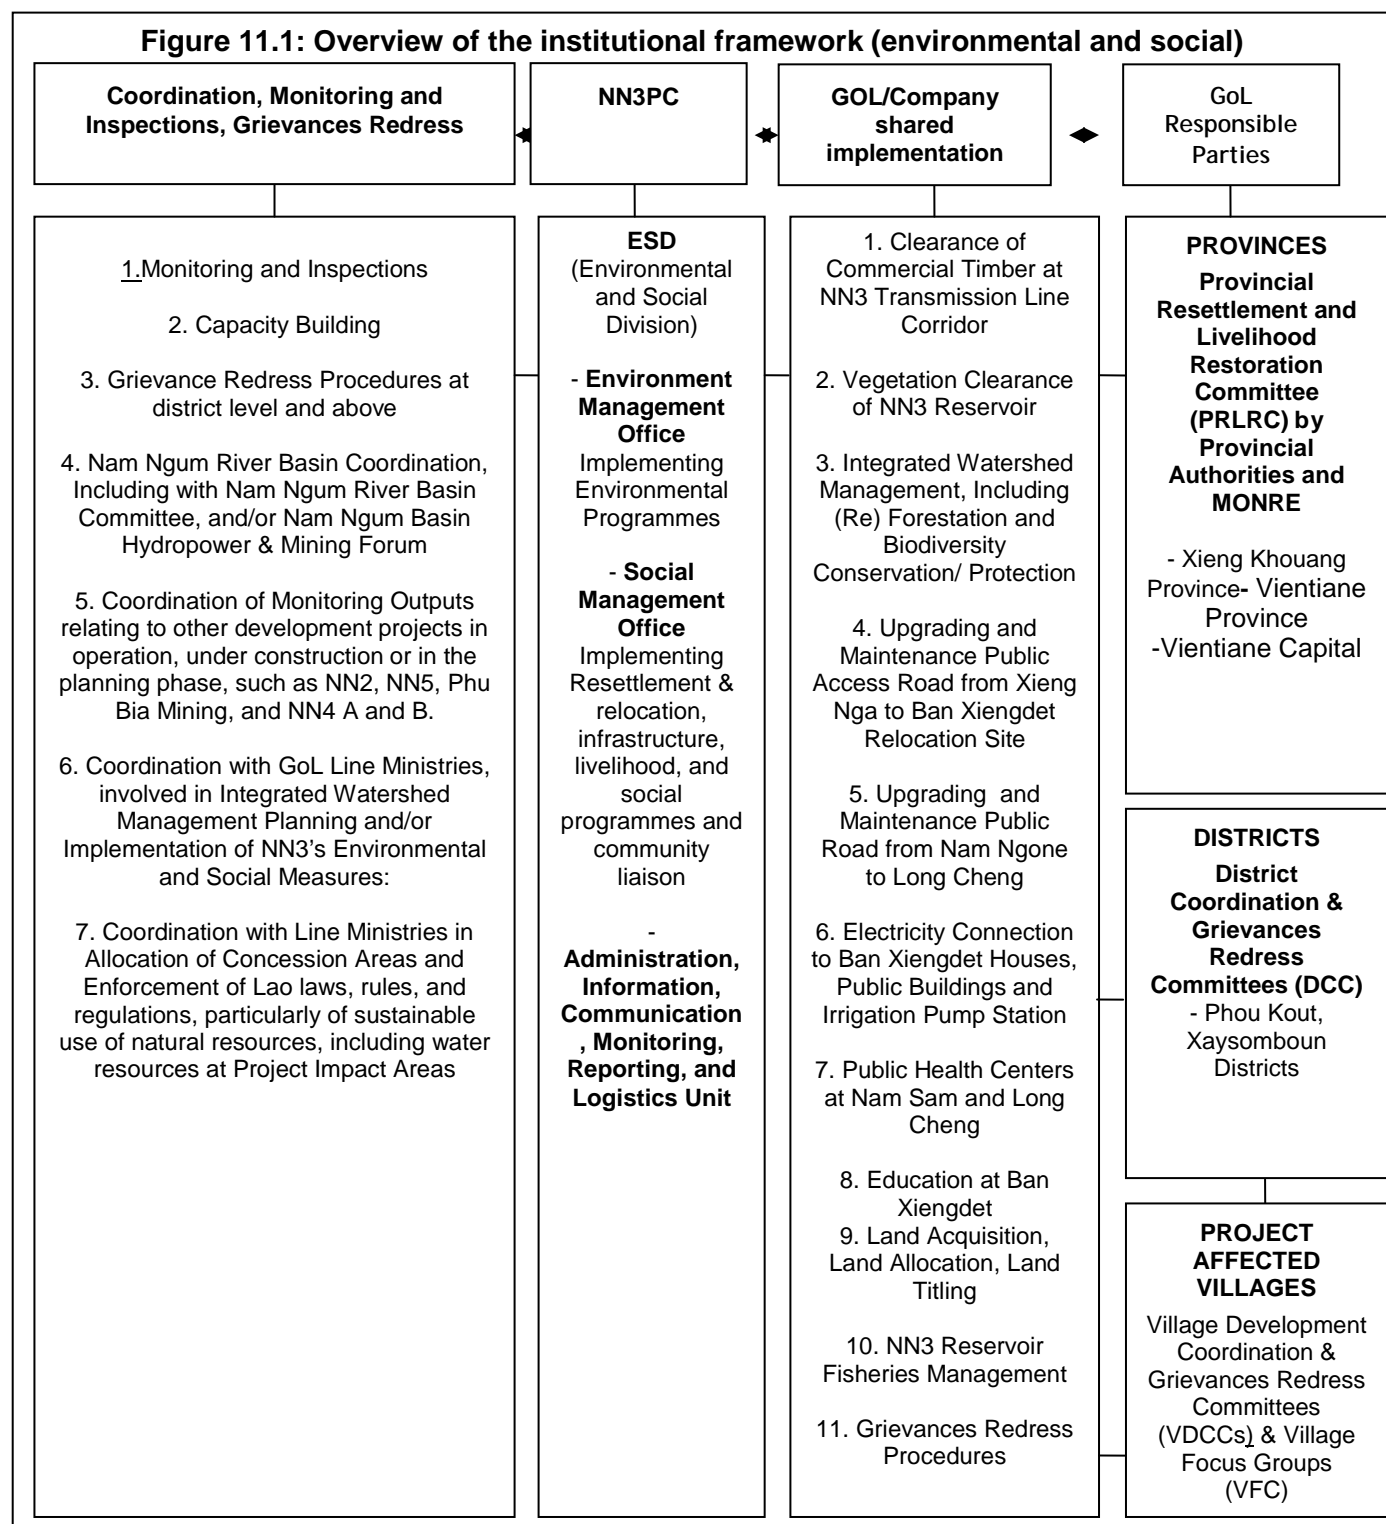 Figure 11.1: Overview of the institutional framework (environmental and social)
Coordination, Monitoring and
Inspections, Grievances Redress
NN3PC
GOL/Company
shared
implementation
GoL
Responsible
Parties
1.Monitoring and Inspections
2. Capacity Building
3. Grievance Redress Procedures at
district level and above
4. Nam Ngum River Basin Coordination,
Including with Nam Ngum River Basin
Committee, and/or Nam Ngum Basin
Hydropower & Mining Forum
5. Coordination of Monitoring Outputs
relating to other development projects in
operation, under construction or in the
planning phase, such as NN2, NN5, Phu
Bia Mining, and NN4 A and B.
6. Coordination with GoL Line Ministries,
involved in Integrated Watershed
Management Planning and/or
Implementation of NN3's Environmental
and Social Measures:
7. Coordination with Line Ministries in
Allocation of Concession Areas and
Enforcement of Lao laws, rules, and
regulations, particularly of sustainable
use of natural resources, including water
resources at Project Impact Areas
ESD
(Environmental
and Social
Division)
- Environment
Management
Office
Implementing
Environmental
Programmes
- Social
Management
Office
Implementing
Resettlement &
relocation,
infrastructure,
livelihood, and
social
programmes and
community
liaison
-
Administration,
Information,
Communication
, Monitoring,
Reporting, and
Logistics Unit
1. Clearance of
Commercial Timber at
NN3 Transmission Line
Corridor
2. Vegetation Clearance
of NN3 Reservoir
3. Integrated Watershed
Management, Including
(Re) Forestation and
Biodiversity
Conservation/ Protection
4. Upgrading and
Maintenance Public
Access Road from Xieng
Nga to Ban Xiengdet
Relocation Site
5. Upgrading and
Maintenance Public
Road from Nam Ngone
to Long Cheng
6. Electricity Connection
to Ban Xiengdet Houses,
Public Buildings and
Irrigation Pump Station
7. Public Health Centers
at Nam Sam and Long
Cheng
8. Education at Ban
Xiengdet
9. Land Acquisition,
Land Allocation, Land
Titling
10. NN3 Reservoir
Fisheries Management
11. Grievances Redress
Procedures
PROVINCES
Provincial
Resettlement and
Livelihood
Restoration
Committee
(PRLRC) by
Provincial
Authorities and
MONRE
- Xieng Khouang
Province- Vientiane
Province
-Vientiane Capital
DISTRICTS
District
Coordination &
Grievances
Redress
Committees (DCC)
- Phou Kout,
Xaysomboun
Districts
PROJECT
AFFECTED
VILLAGES
Village Development
Coordination &
Grievances Redress
Committees
(VDCCs) & Village
Focus Groups
(VFC)